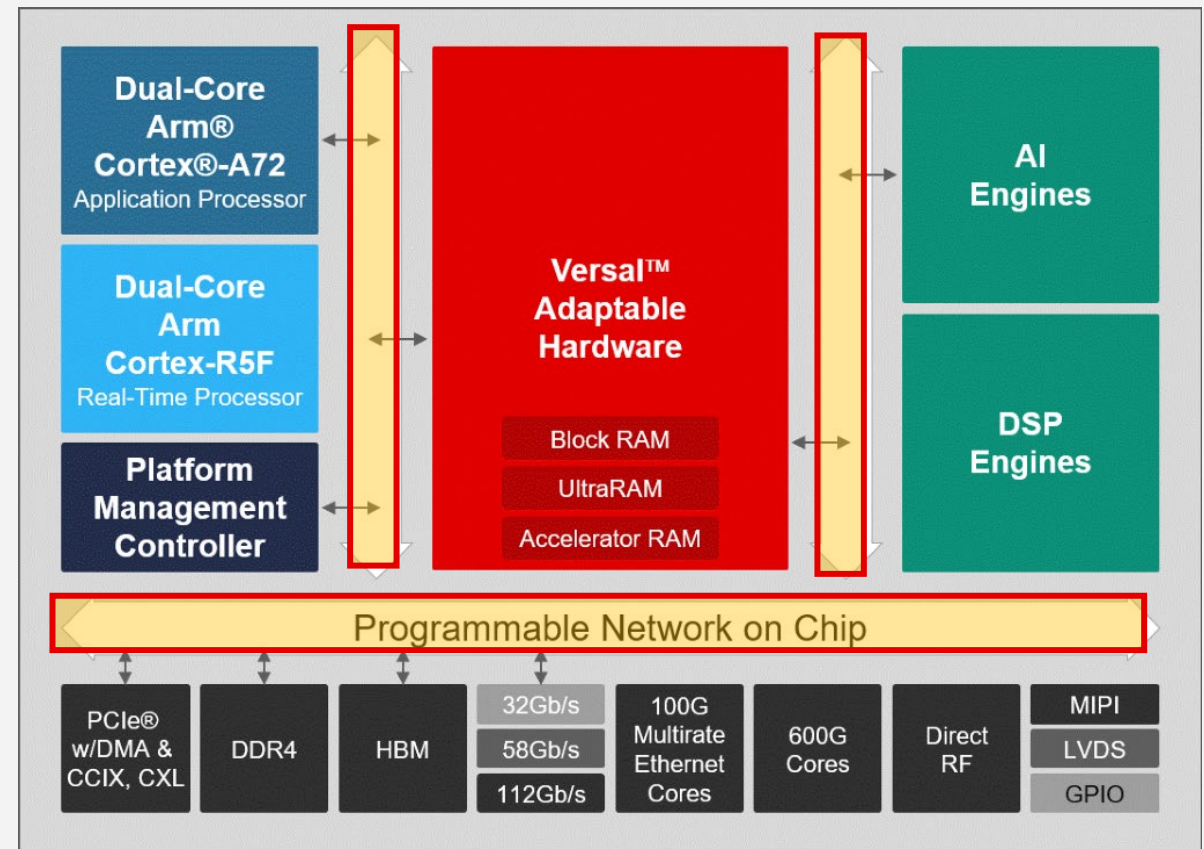 Dual-Core
Arm®
Cortex®-A72
Application Processor
Dual-Core
Arm
Cortex-R5F
Real-Time Processor
Platform
Management
Controller
Versal™
Adaptable
Hardware
Block RAM
UltraRAM
Accelerator RAM
AI
Engines
DSP
Engines
Programmable Network on Chip
PCIe®
w/DMA &
CCIX, CXL
DDR4
HBM
32Gb/s
58Gb/s
112Gb/s
100G
Multirate
Ethernet
Cores
600G
Cores
Direct
RF
MIPI
LVDS
GPIO